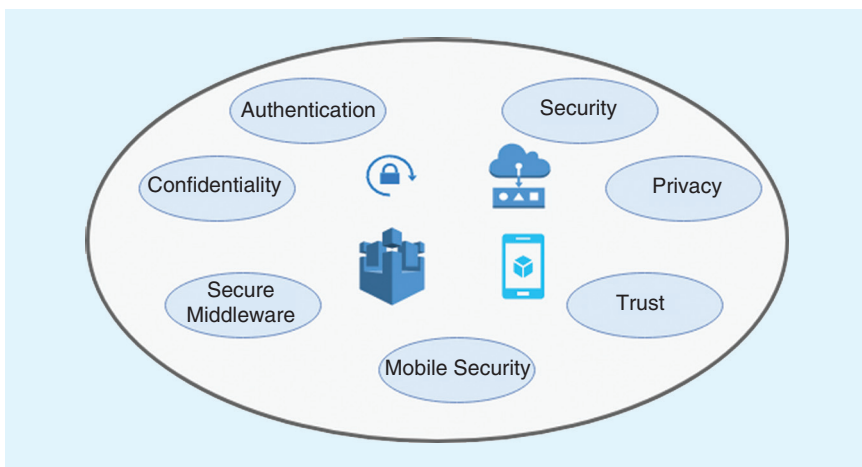 Authentication
Security
Confidentiality
Privacy
Secure
Middleware
Trust
Mobile Security